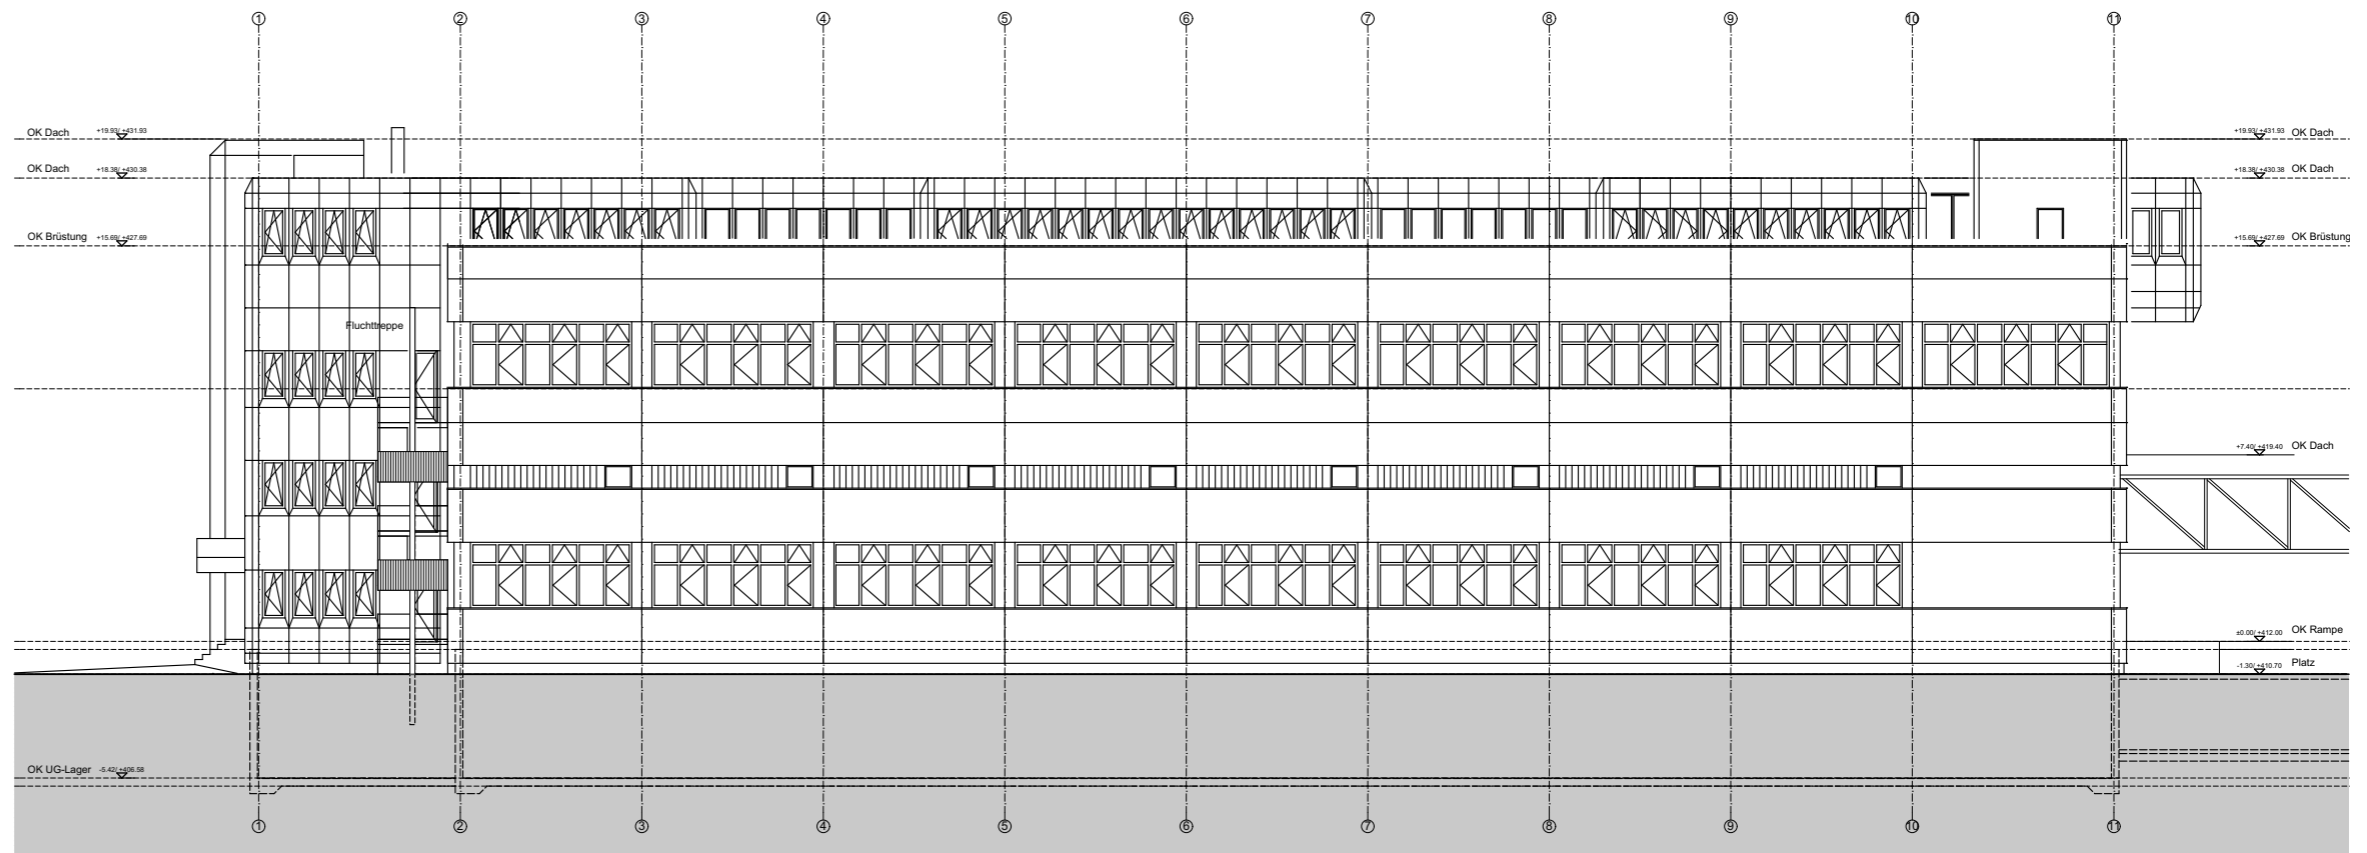 1 2 3 4 5 6 7 8 9 10 11
OK Dach +19.93/ +431.93
+19.93/ +431.93 OK Dach
OK Dach +18.38/ +430.38
+18.38/ +430.38 OK Dach
OK Brüstung +15.69/ +427.69
+15.69/ +427.69 OK Brüstung
Fluchttreppe
+7.40/ +419.40 OK Dach
±0.00/ +412.00 OK Rampe
-1.30/ +410.70 Platz
OK UG-Lager -5.42/ +406.58
1 2 3 4 5 6 7 8 9 10 11